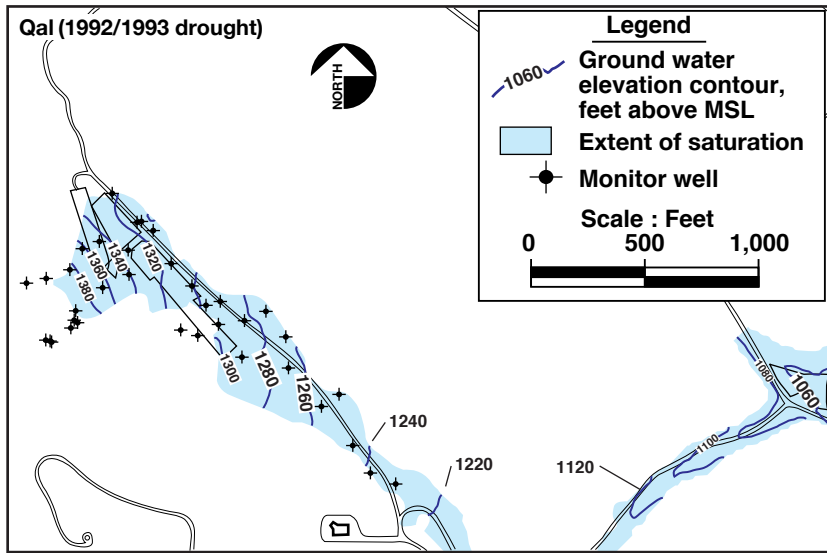 Qal (1992/1993 drought)
NORTH
Legend
1060
Ground water
elevation contour,
feet above MSL
Extent of saturation
Monitor well
Scale : Feet
0 500 1,000
1380
1360
1340
1320
1300
1280
1260
1240
1220
1120
1100
1080
1060